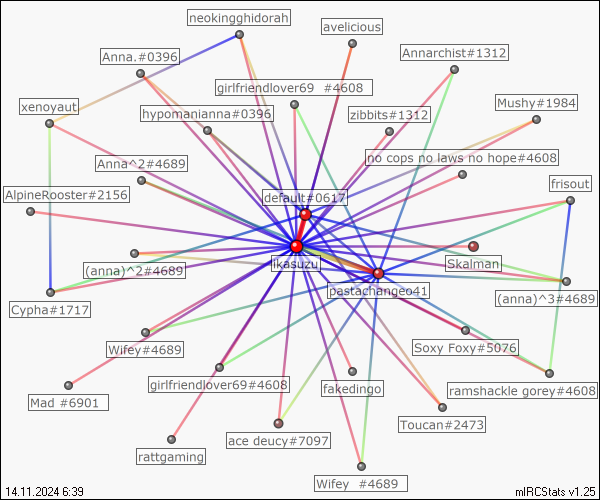 neokingghidorah
avelicious
Anna.#0396
Annarchist#1312
girlfriendlover69 #4608
xenoyaut
hypomanianna#0396
zibbits#1312
Mushy#1984
no cops no laws no hope#4608
Anna^2#4689
frisout
AlpineRooster#2156
default#0617
ikasuzu
Skaiman
(anna)^2#4689
pastachangeo41
(anna)^3#4689
Cypha#1717
Wifey#4689
Soxy Foxy#5076
girlfriendlover69#4608
fakedingo
ramshackle gorey#4608
Mad #6901
Toucan#2473
ace deucy#7097
rattgaming
Wifey #4689
14.11.2024 6:39
mIRCStats v1.25